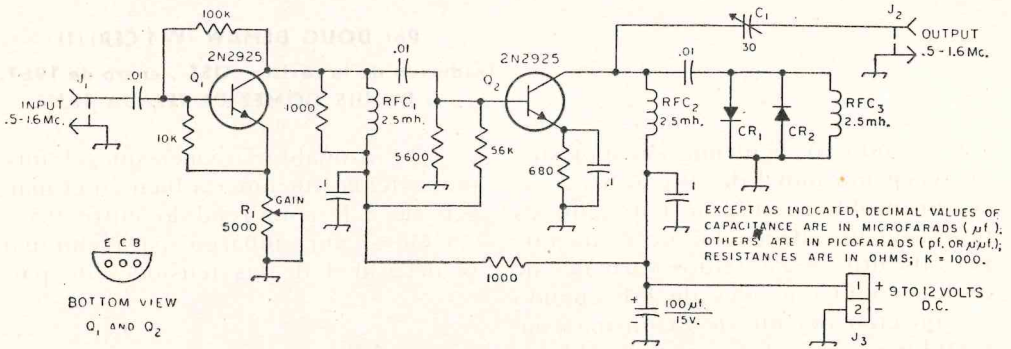 100K
2N2925
Q1
.01
J1
INPUT
.5-1.6Mc.
10K
1000
RFC1
2.5mh.
.01
R1
GAIN
5000
.1
5600
56K
Q2
2N2925
680
.1
C1
30
J2
OUTPUT
.5-1.6Mc.
.01
RFC2
2.5mh.
CR1
CR2
RFC3
2.5mh.
.1
EXCEPT AS INDICATED, DECIMAL VALUES OF
CAPACITANCE ARE IN MICROFARADS (µf.);
OTHERS ARE IN PICOFARADS (pf. OR µµf.);
RESISTANCES ARE IN OHMS; K = 1000.
E C B
BOTTOM VIEW
Q1 AND Q2
1000
+
100µf.
15V.
1
+
2
-
9 TO 12 VOLTS
D.C.
J3